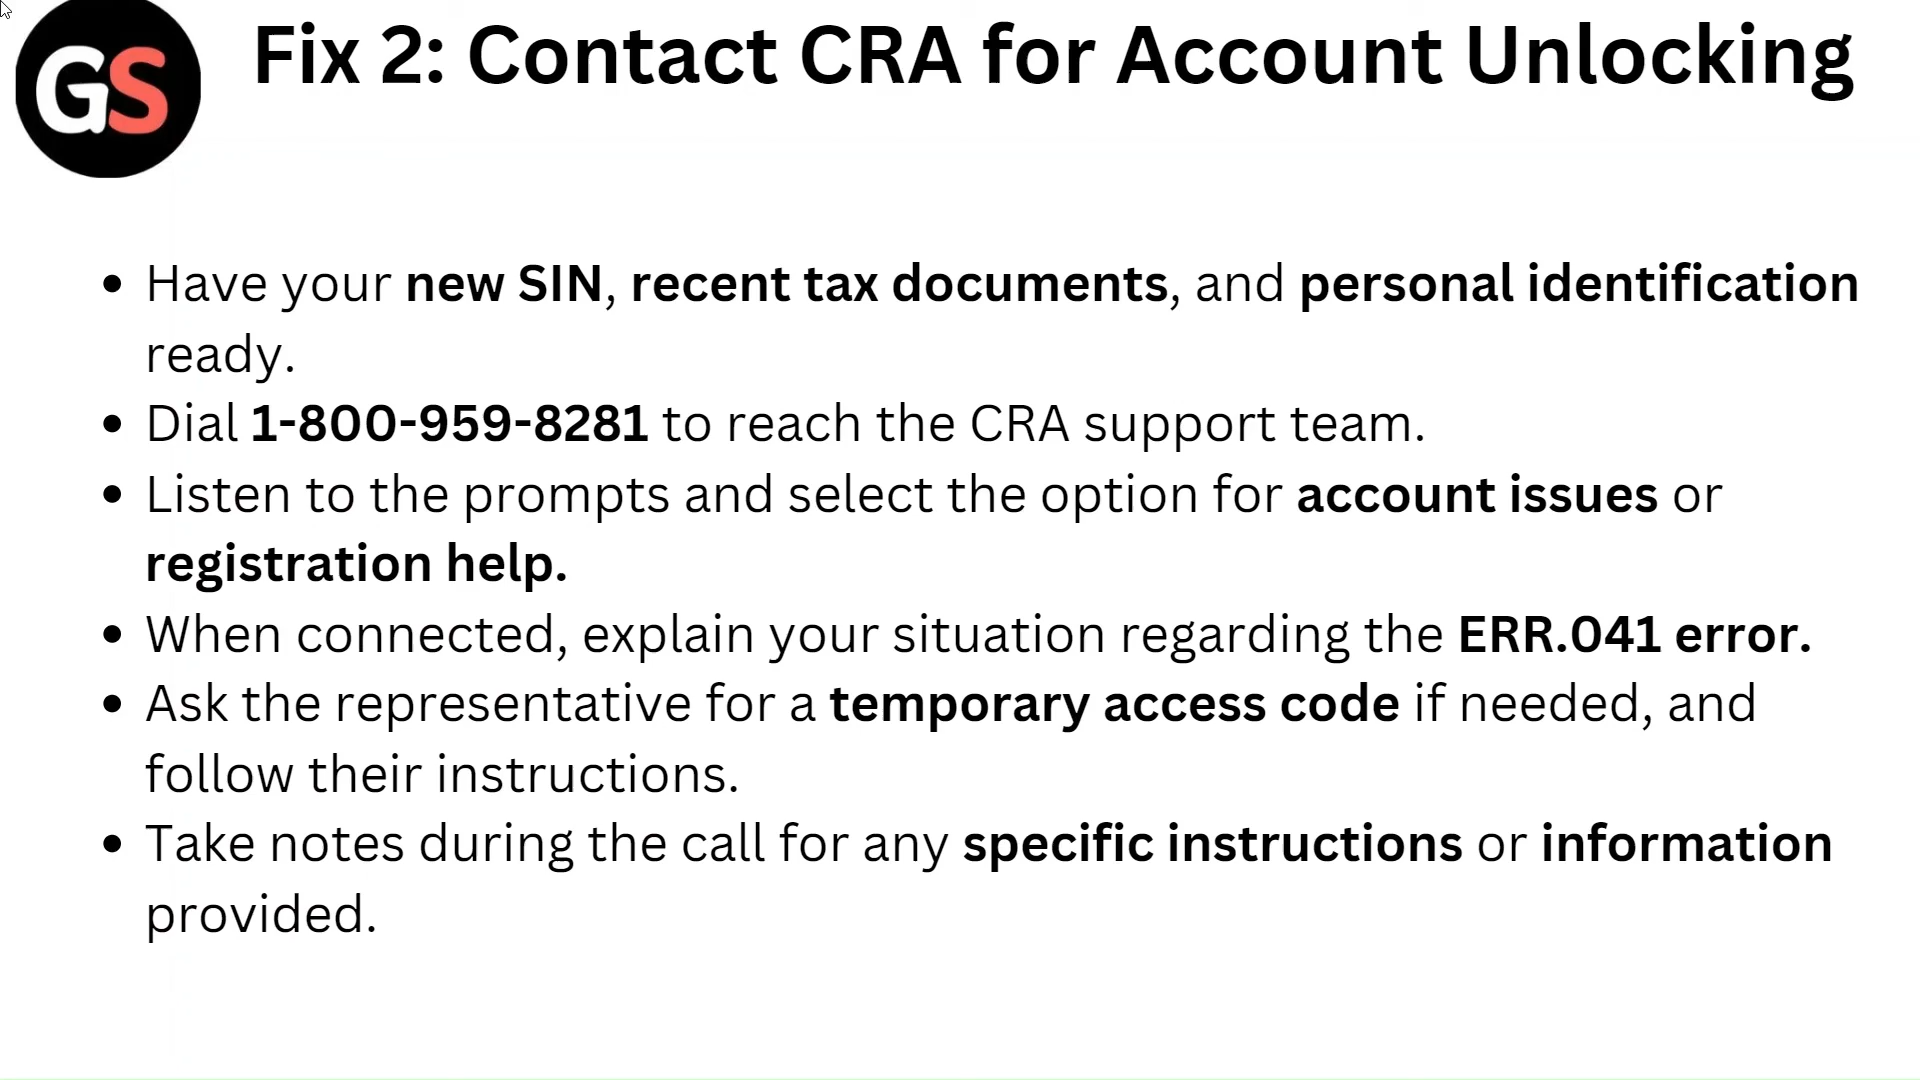 GS
Fix 2: Contact CRA for Account Unlocking
• Have your new SIN, recent tax documents, and personal identification
ready.
• Dial 1-800-959-8281 to reach the CRA support team.
• Listen to the prompts and select the option for account issues or
registration help.
• When connected, explain your situation regarding the ERR.041 error.
• Ask the representative for a temporary access code if needed, and
follow their instructions.
• Take notes during the call for any specific instructions or information
provided.